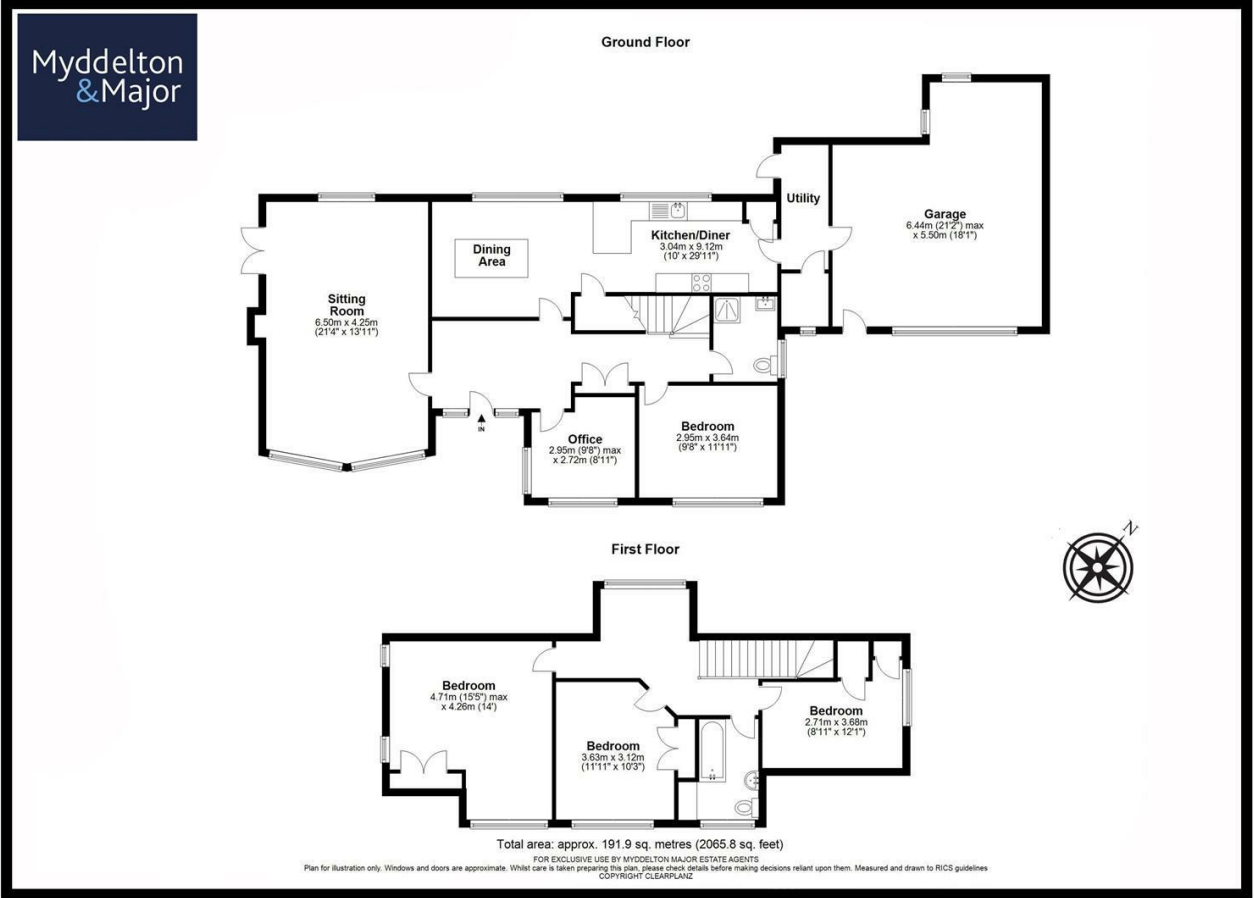 Myddelton
&Major
Ground Floor
Utility
Garage
6.44m (21'2") max
x 5.50m (18'1")
Kitchen/Diner
3.04m x 9.12m
(10' x 29'11")
Dining
Area
Sitting
Room
6.50m x 4.25m
(21'4" x 13'11")
IN
Office
2.95m (9'8") max
x 2.72m (8'11")
Bedroom
2.95m x 3.64m
(9'8" x 11'11")
N
First Floor
Bedroom
4.71m (15'5") max
x 4.26m (14')
Bedroom
3.63m x 3.12m
(11'11" x 10'3")
Bedroom
2.71m x 3.68m
(8'11" x 12'1")
Total area: approx. 191.9 sq. metres (2065.8 sq. feet)
FOR EXCLUSIVE USE BY MYDDELTON MAJOR ESTATE AGENTS
Plan for illustration only. Windows and doors are approximate. Whilst care is taken preparing this plan, please check details before making decisions reliant upon them. Measured and drawn to RICS guidelines
COPYRIGHT CLEARPLANZ